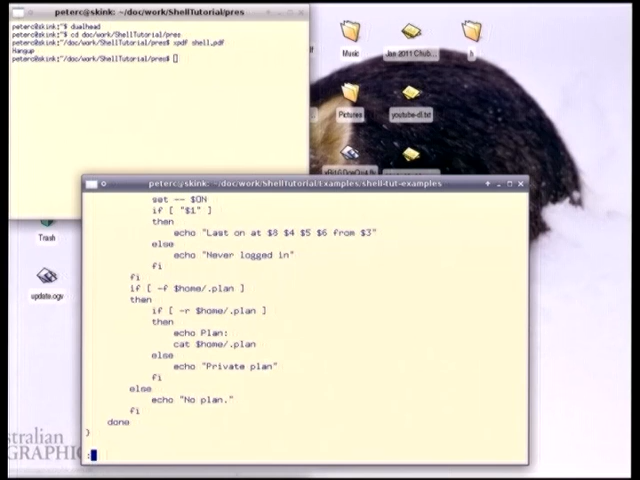 peterc@skink: ~/doc/work/ShellTutorial/pres
peterc@skink:~$ dualhead
peterc@skink:~$ cd doc/work/ShellTutorial/pres
peterc@skink:~/doc/work/ShellTutorial/pres$ xpdf shell.pdf
Hangup
peterc@skink:~/doc/work/ShellTutorial/pres$
Music
Jan 2011 Chub...
Pictures
youtube-dl.txt
Trash
update.ogv
peterc@skink: ~/doc/work/ShellTutorial/Examples/shell-tut-examples
set -- $ON
if [ "$1" ]
then
echo "Last on at $8 $4 $5 $6 from $3"
else
echo "Never logged in"
fi
fi
if [ -f $home/.plan ]
then
if [ -r $home/.plan ]
then
echo Plan:
cat $home/.plan
else
echo "Private plan"
fi
else
echo "No plan."
fi
done
}
:
stralian
GRAPHIC